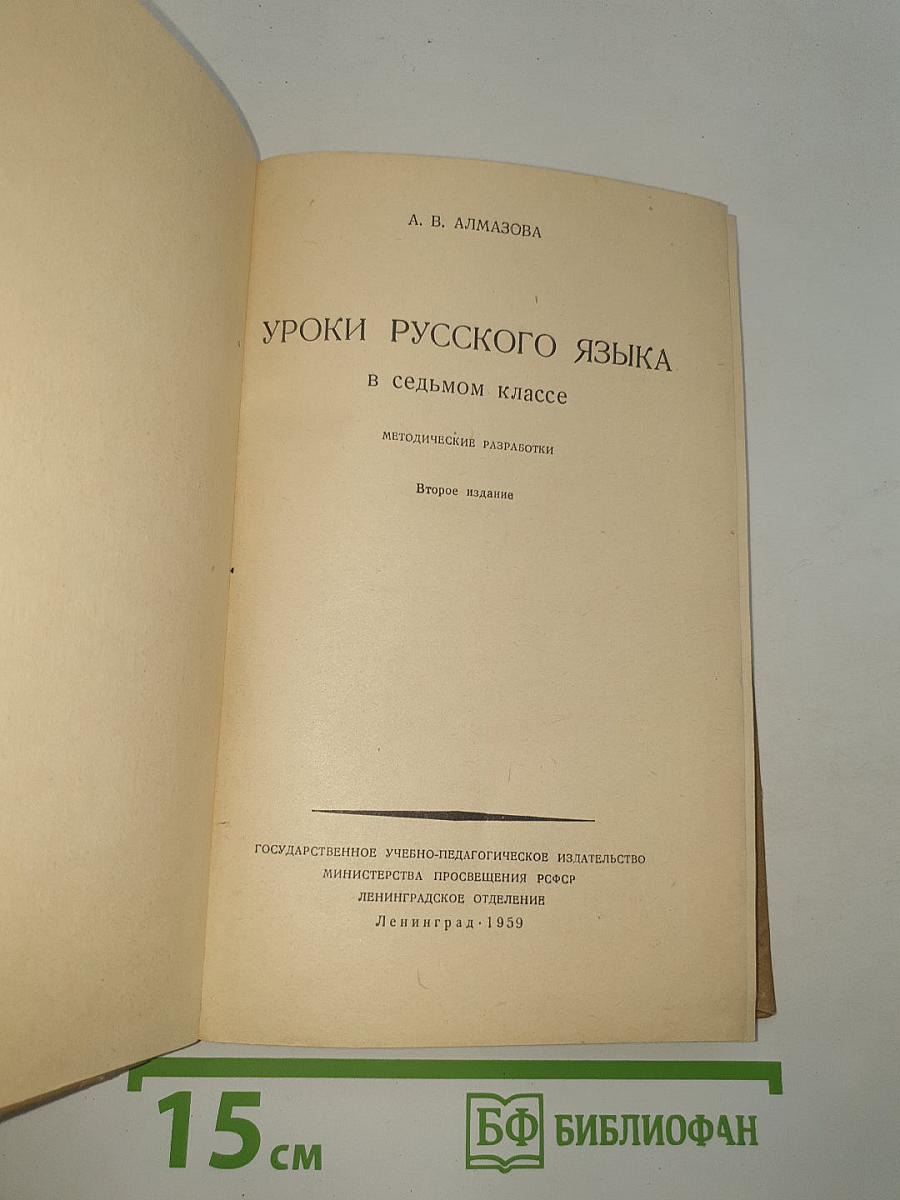 А. В. АЛМАЗОВА
УРОКИ РУССКОГО ЯЗЫКА
в седьмом классе
МЕТОДИЧЕСКИЕ РАЗРАБОТКИ
Второе издание
ГОСУДАРСТВЕННОЕ УЧЕБНО-ПЕДАГОГИЧЕСКОЕ ИЗДАТЕЛЬСТВО
МИНИСТЕРСТВА ПРОСВЕЩЕНИЯ РСФСР
ЛЕНИНГРАДСКОЕ ОТДЕЛЕНИЕ
Ленинград · 1959
15 см
БФ БИБЛИОФАН